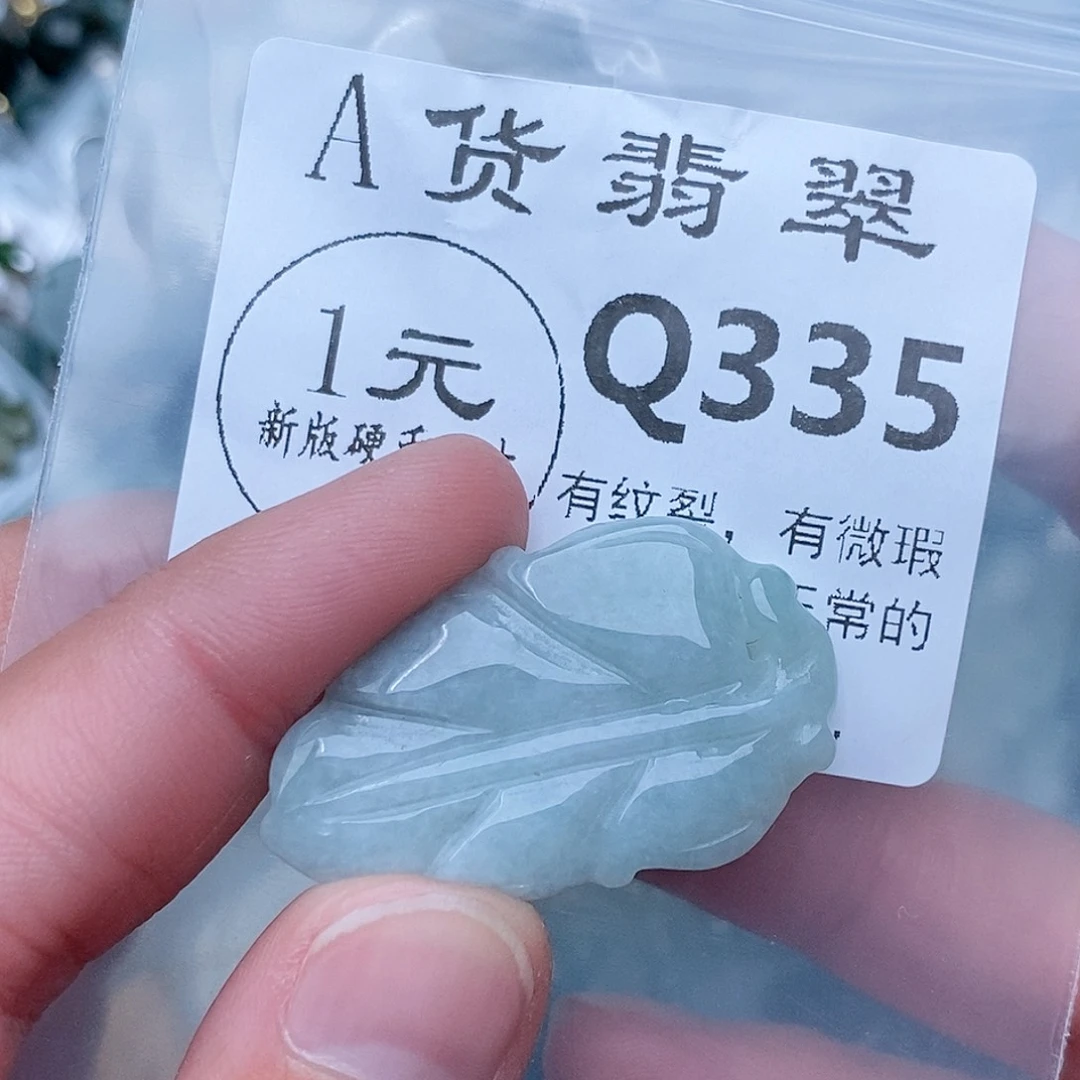 A货翡翠
1元
Q335
新版硬
有纹裂，有微瑕
常的